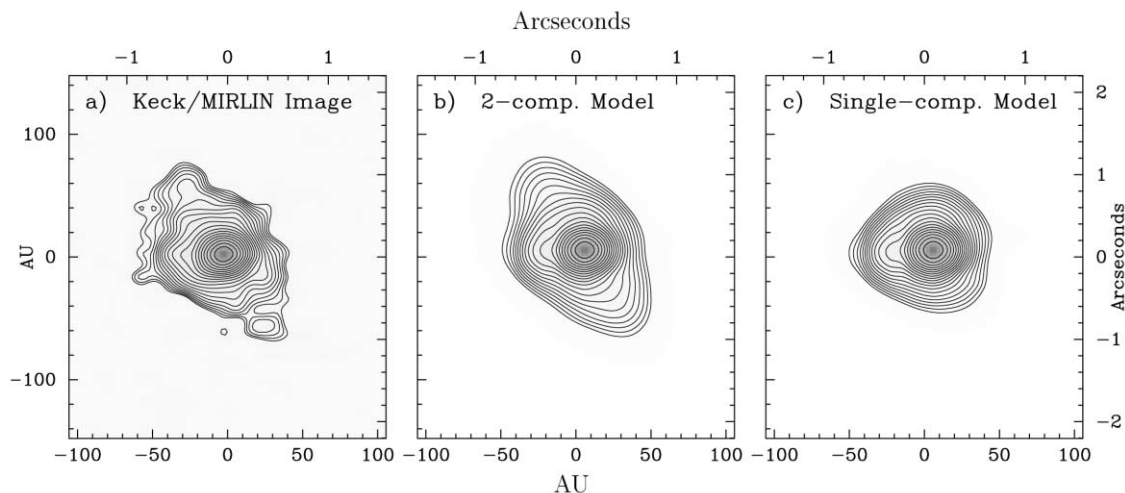 Arcseconds
−1 0 1 −1 0 1 −1 0 1
a) Keck/MIRLIN Image b) 2−comp. Model c) Single−comp. Model
2
100
1
AU
0 0
Arcseconds
−1
−100
−2
−100 −50 0 50 100 −100 −50 0 50 100 −100 −50 0 50 100
AU